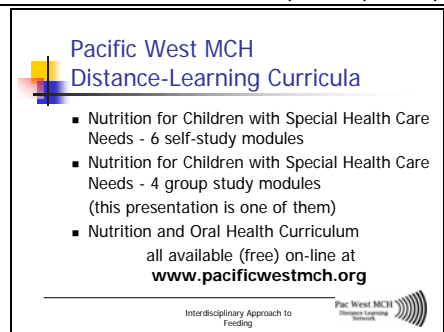 Pacific West MCH
Distance-Learning Curricula
■ Nutrition for Children with Special Health Care
Needs - 6 self-study modules
■ Nutrition for Children with Special Health Care
Needs - 4 group study modules
(this presentation is one of them)
■ Nutrition and Oral Health Curriculum
all available (free) on-line at
www.pacificwestmch.org
Interdisciplinary Approach to
Feeding
Pac West MCH
Distance Learning
Network